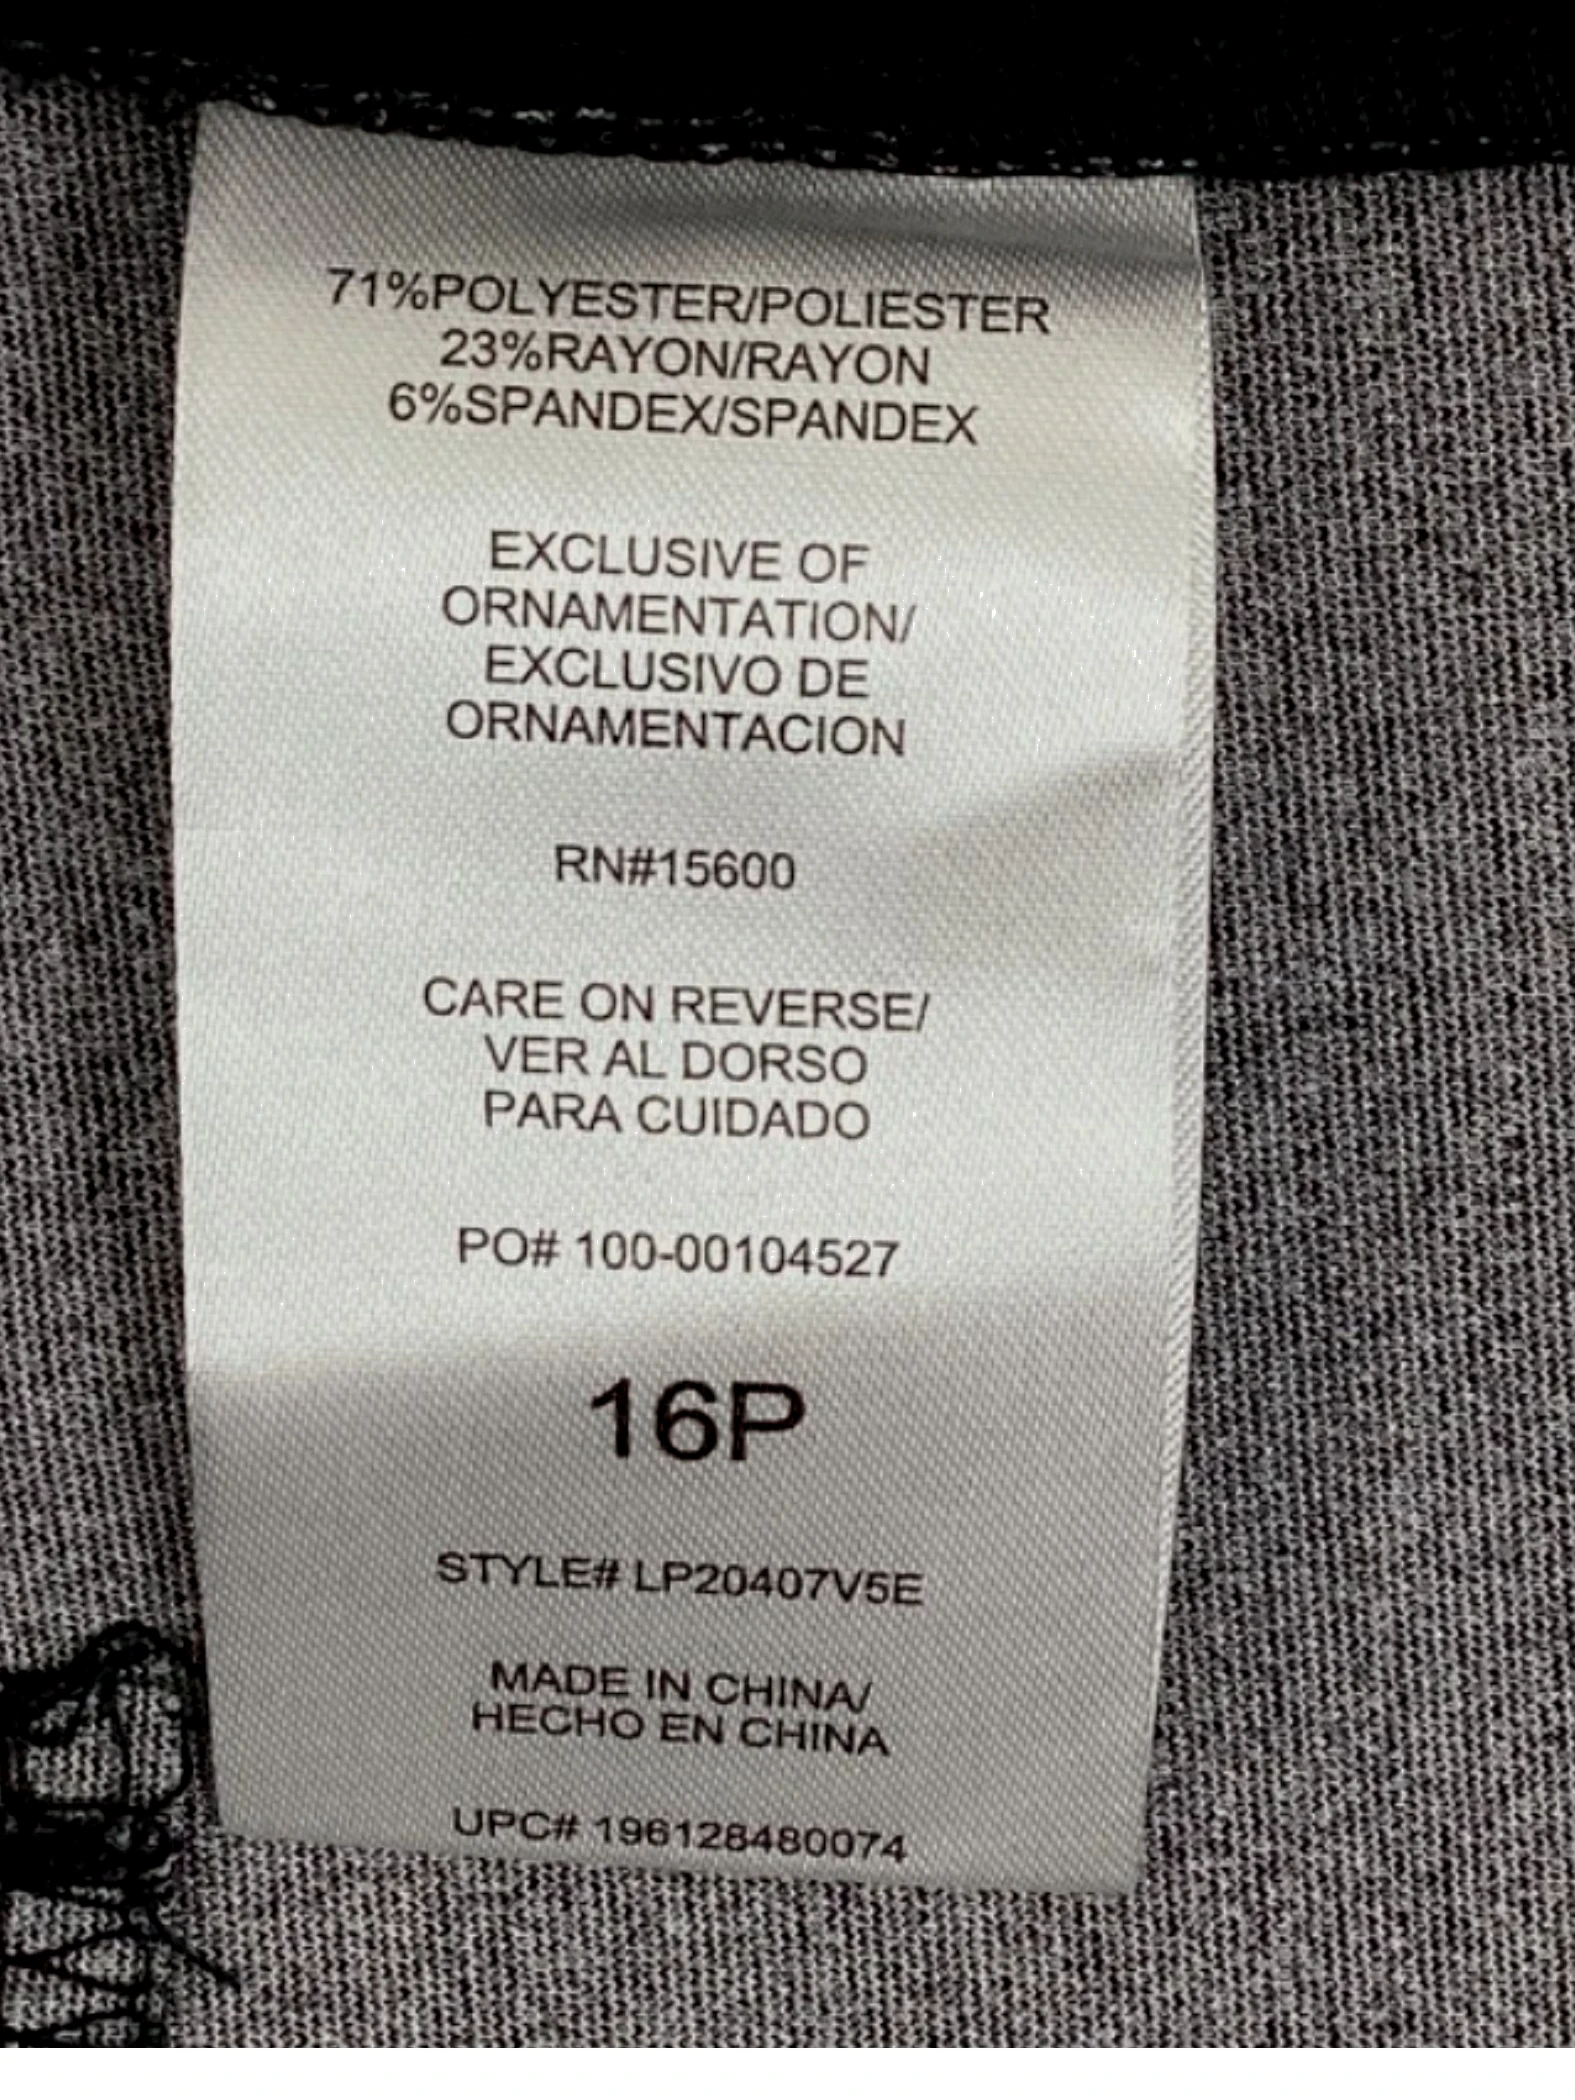 71%POLYESTER/POLIESTER
23%RAYON/RAYON
6%SPANDEX/SPANDEX
EXCLUSIVE OF
ORNAMENTATION/
EXCLUSIVO DE
ORNAMENTACION
RN#15600
CARE ON REVERSE/
VER AL DORSO
PARA CUIDADO
PO# 100-00104527
16P
STYLE# LP20407V5E
MADE IN CHINA/
HECHO EN CHINA
UPC# 196128480074